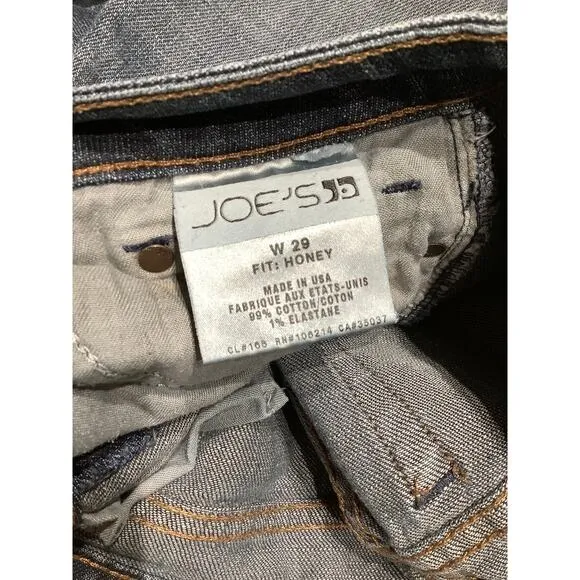 JOE'S
W 29
FIT: HONEY
MADE IN USA
FABRIQUE AUX ETATS-UNIS
99% COTTON/COTON
1% ELASTANE
CL#166 RN#106214 CA#35037